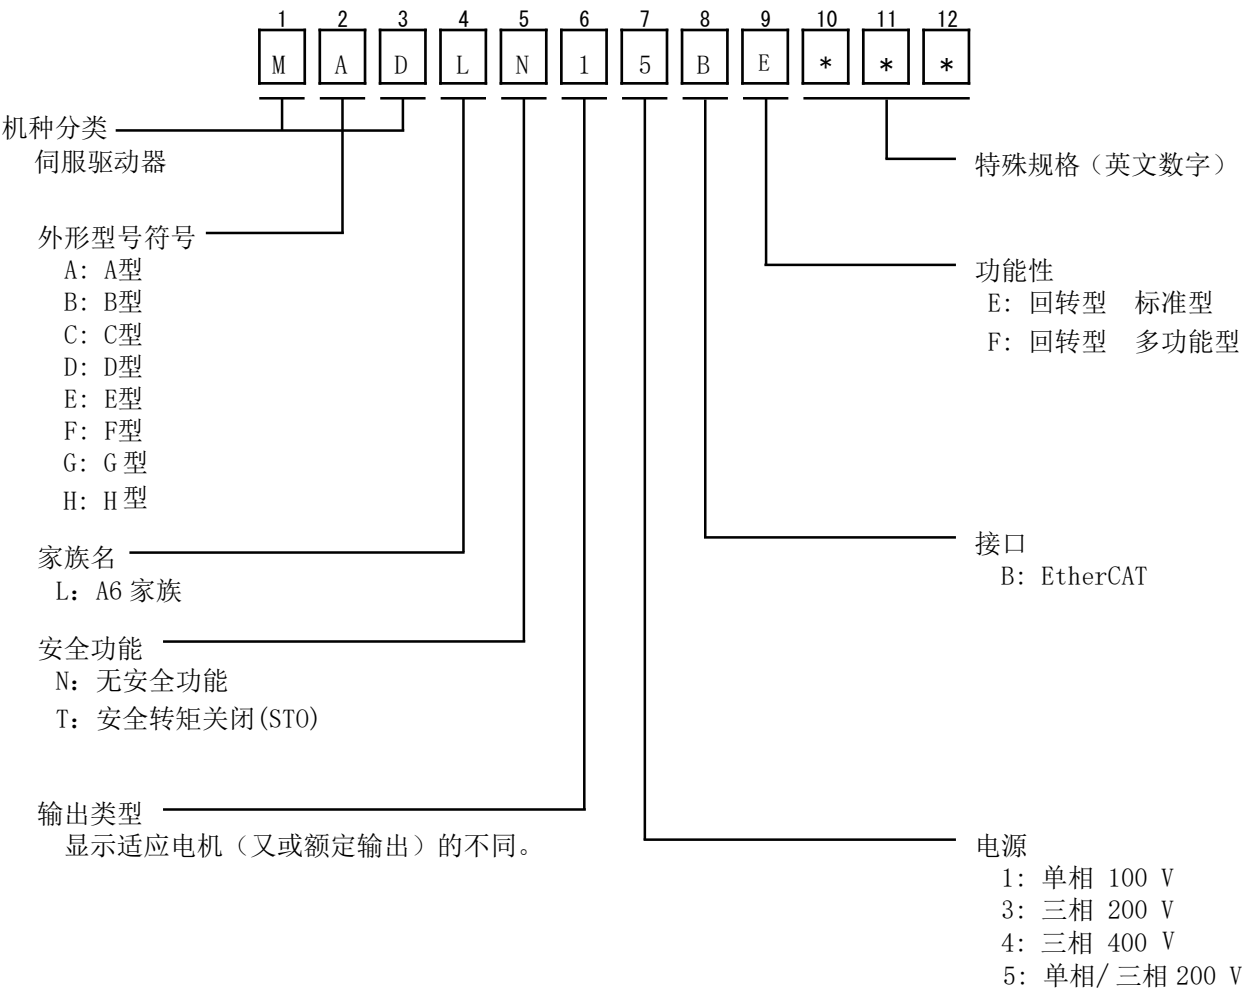 1 2 3 4 5 6 7 8 9 10 11 12
M A D L N 1 5 B E * * *
机种分类
伺服驱动器
特殊规格（英文数字）
外形型号符号
A: A型
B: B型
C: C型
D: D型
E: E型
F: F型
G: G型
H: H型
功能性
E: 回转型 标准型
F: 回转型 多功能型
家族名
L: A6 家族
接口
B: EtherCAT
安全功能
N: 无安全功能
T: 安全转矩关闭(STO)
输出类型
显示适应电机（又或额定输出）的不同。
电源
1: 单相 100 V
3: 三相 200 V
4: 三相 400 V
5: 单相/三相 200 V